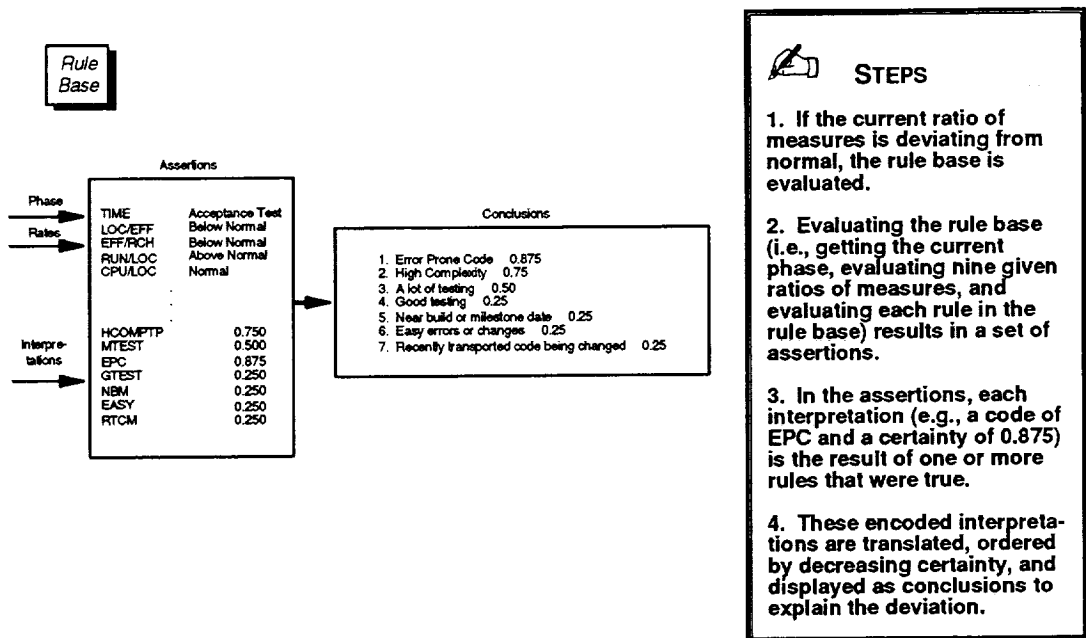 Rule
Base
Assertions
Phase
Rates
Interpre-
tations
TIME Acceptance Test
LOC/EFF Below Normal
EFF/RCH Below Normal
RUN/LOC Above Normal
CPU/LOC Normal
.
.
.
HCOMPTP 0.750
MTEST 0.500
EPC 0.875
GTEST 0.250
NBM 0.250
EASY 0.250
RTCM 0.250
Conclusions
1. Error Prone Code 0.875
2. High Complexity 0.75
3. A lot of testing 0.50
4. Good testing 0.25
5. Near build or milestone date 0.25
6. Easy errors or changes 0.25
7. Recently transported code being changed 0.25
STEPS
1. If the current ratio of
measures is deviating from
normal, the rule base is
evaluated.
2. Evaluating the rule base
(i.e., getting the current
phase, evaluating nine given
ratios of measures, and
evaluating each rule in the
rule base) results in a set of
assertions.
3. In the assertions, each
interpretation (e.g., a code of
EPC and a certainty of 0.875)
is the result of one or more
rules that were true.
4. These encoded interpreta-
tions are translated, ordered
by decreasing certainty, and
displayed as conclusions to
explain the deviation.